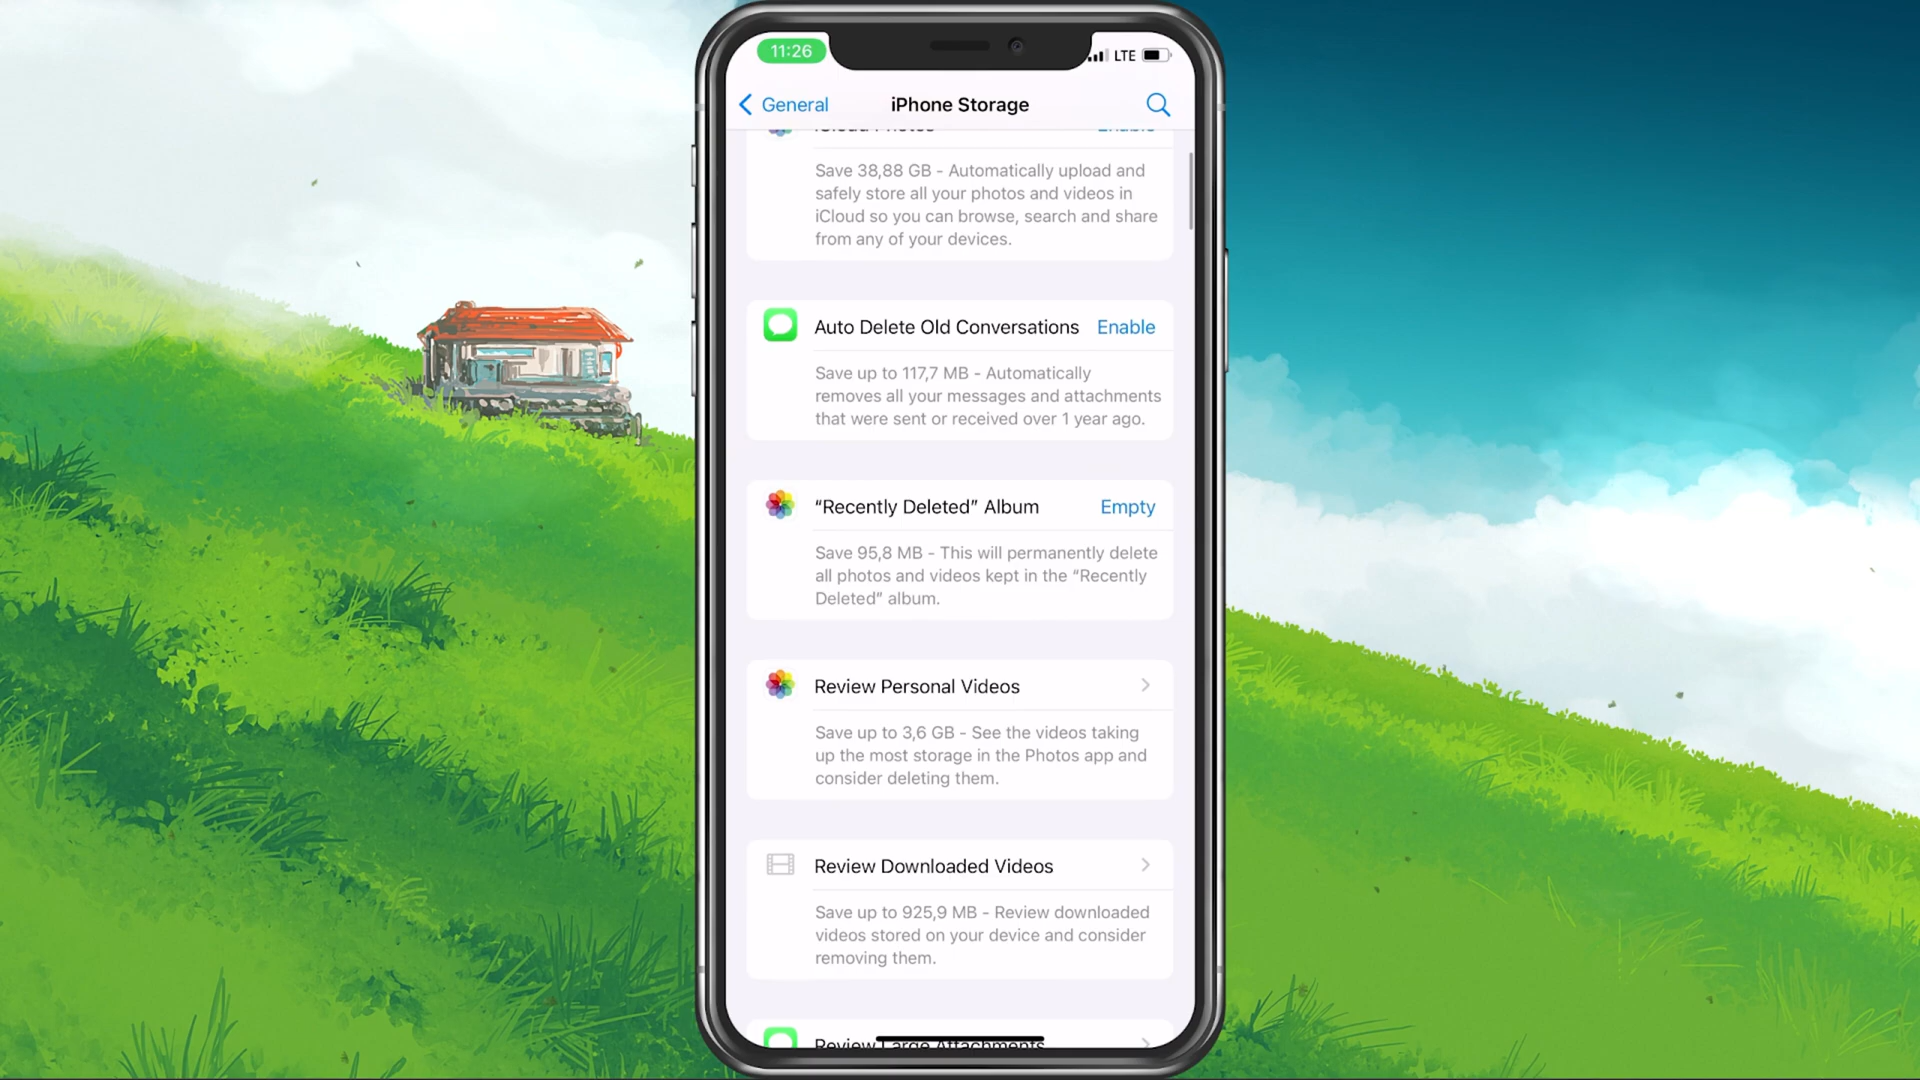 11:26
LTE
General
iPhone Storage
iCloud Photos
Enable
Save 38,88 GB - Automatically upload and
safely store all your photos and videos in
iCloud so you can browse, search and share
from any of your devices.
Auto Delete Old Conversations
Enable
Save up to 117,7 MB - Automatically
removes all your messages and attachments
that were sent or received over 1 year ago.
“Recently Deleted” Album
Empty
Save 95,8 MB - This will permanently delete
all photos and videos kept in the “Recently
Deleted” album.
Review Personal Videos
Save up to 3,6 GB - See the videos taking
up the most storage in the Photos app and
consider deleting them.
Review Downloaded Videos
Save up to 925,9 MB - Review downloaded
videos stored on your device and consider
removing them.
Review Large Attachments